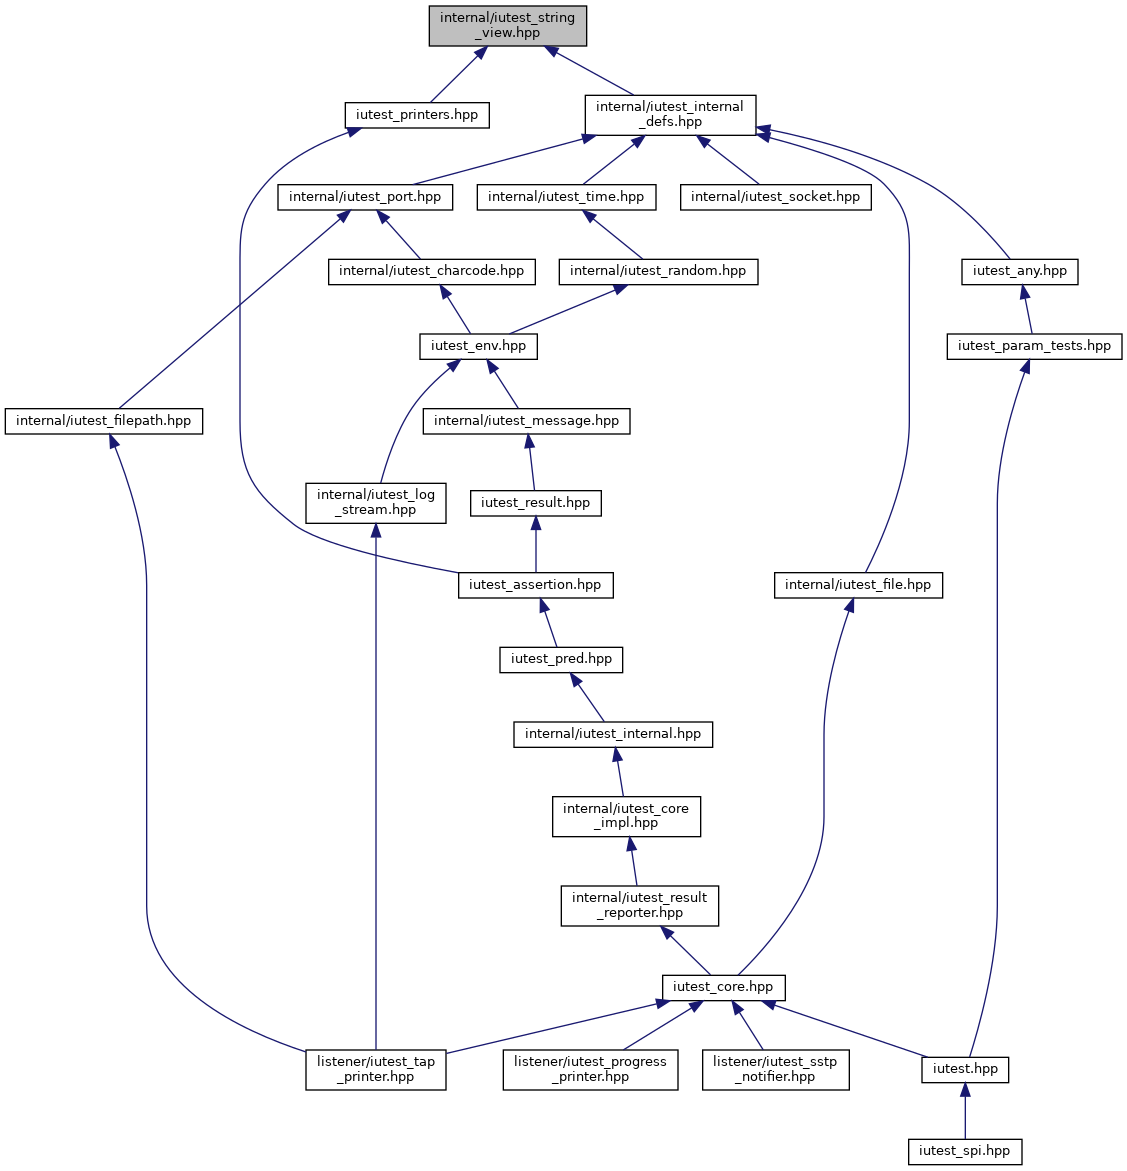 internal/iutest_string
_view.hpp
iutest_printers.hpp
internal/iutest_internal
_defs.hpp
internal/iutest_port.hpp
internal/iutest_time.hpp
internal/iutest_socket.hpp
internal/iutest_charcode.hpp
internal/iutest_random.hpp
iutest_any.hpp
iutest_env.hpp
iutest_param_tests.hpp
internal/iutest_filepath.hpp
internal/iutest_message.hpp
internal/iutest_log
_stream.hpp
iutest_result.hpp
iutest_assertion.hpp
internal/iutest_file.hpp
iutest_pred.hpp
internal/iutest_internal.hpp
internal/iutest_core
_impl.hpp
internal/iutest_result
_reporter.hpp
iutest_core.hpp
listener/iutest_tap
_printer.hpp
listener/iutest_progress
_printer.hpp
listener/iutest_sstp
_notifier.hpp
iutest.hpp
iutest_spi.hpp